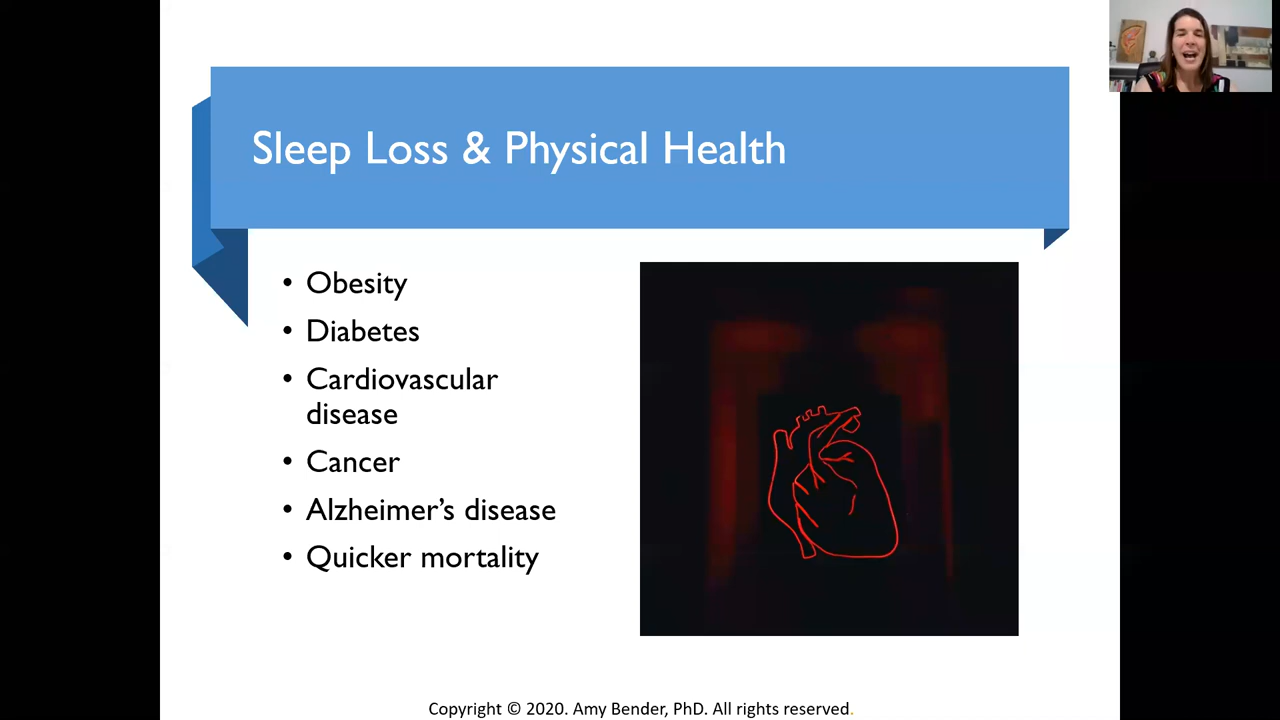 Sleep Loss & Physical Health
• Obesity
• Diabetes
• Cardiovascular
disease
• Cancer
• Alzheimer’s disease
• Quicker mortality
Copyright © 2020. Amy Bender, PhD. All rights reserved.